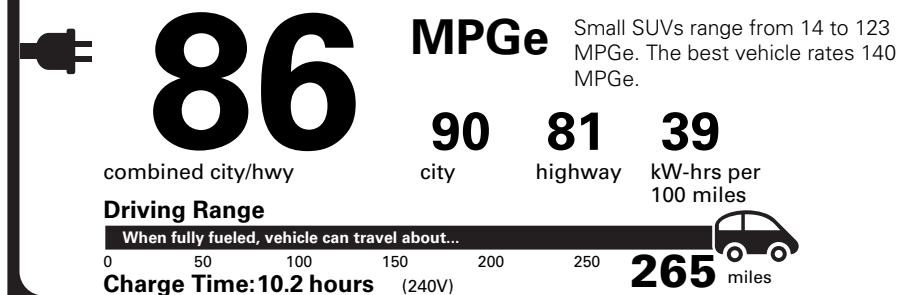 86
MPGe
Small SUVs range from 14 to 123
MPGe. The best vehicle rates 140
MPGe.
combined city/hwy
90
city
81
highway
39
kW-hrs per
100 miles
Driving Range
When fully fueled, vehicle can travel about...
0 50 100 150 200 250
265 miles
Charge Time: 10.2 hours (240V)